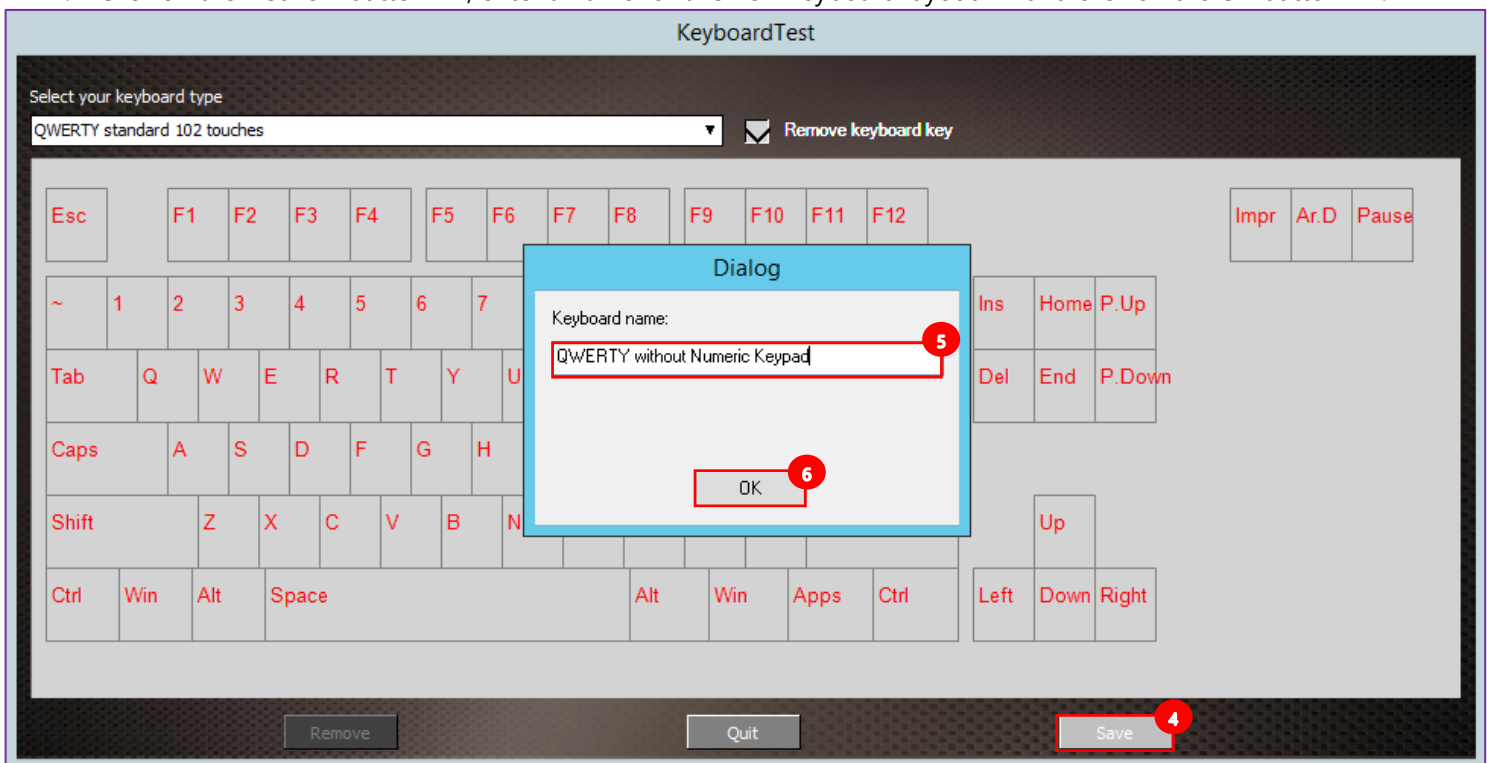 KeyboardTest
Select your keyboard type
QWERTY standard 102 touches
Remove keyboard key
Esc F1 F2 F3 F4 F5 F6 F7 F8 F9 F10 F11 F12 Impr Ar.D Pause
Dialog
~ 1 2 3 4 5 6 7 Ins Home P.Up
Keyboard name:
5
QWERTY without Numeric Keypad
Tab Q W E R T Y U Del End P.Down
Caps A S D F G H
6
OK
Shift Z X C V B N Up
Ctrl Win Alt Space Alt Win Apps Ctrl Left Down Right
4
Remove Quit Save